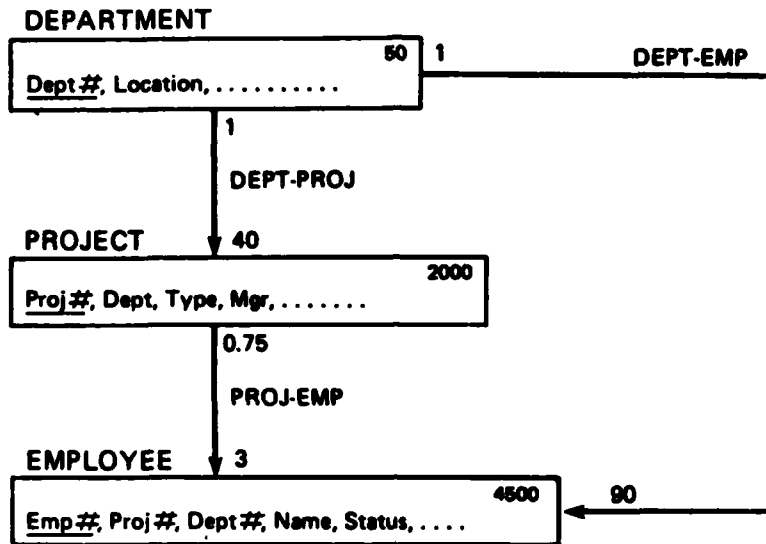 DEPARTMENT
50 1 DEPT-EMP
Dept#, Location, . . . . . . . . . .
1
DEPT-PROJ
PROJECT 40
2000
Proj#, Dept, Type, Mgr, . . . . . . .
0.75
PROJ-EMP
EMPLOYEE 3
4500 90
Emp#, Proj#, Dept#, Name, Status, . . . .